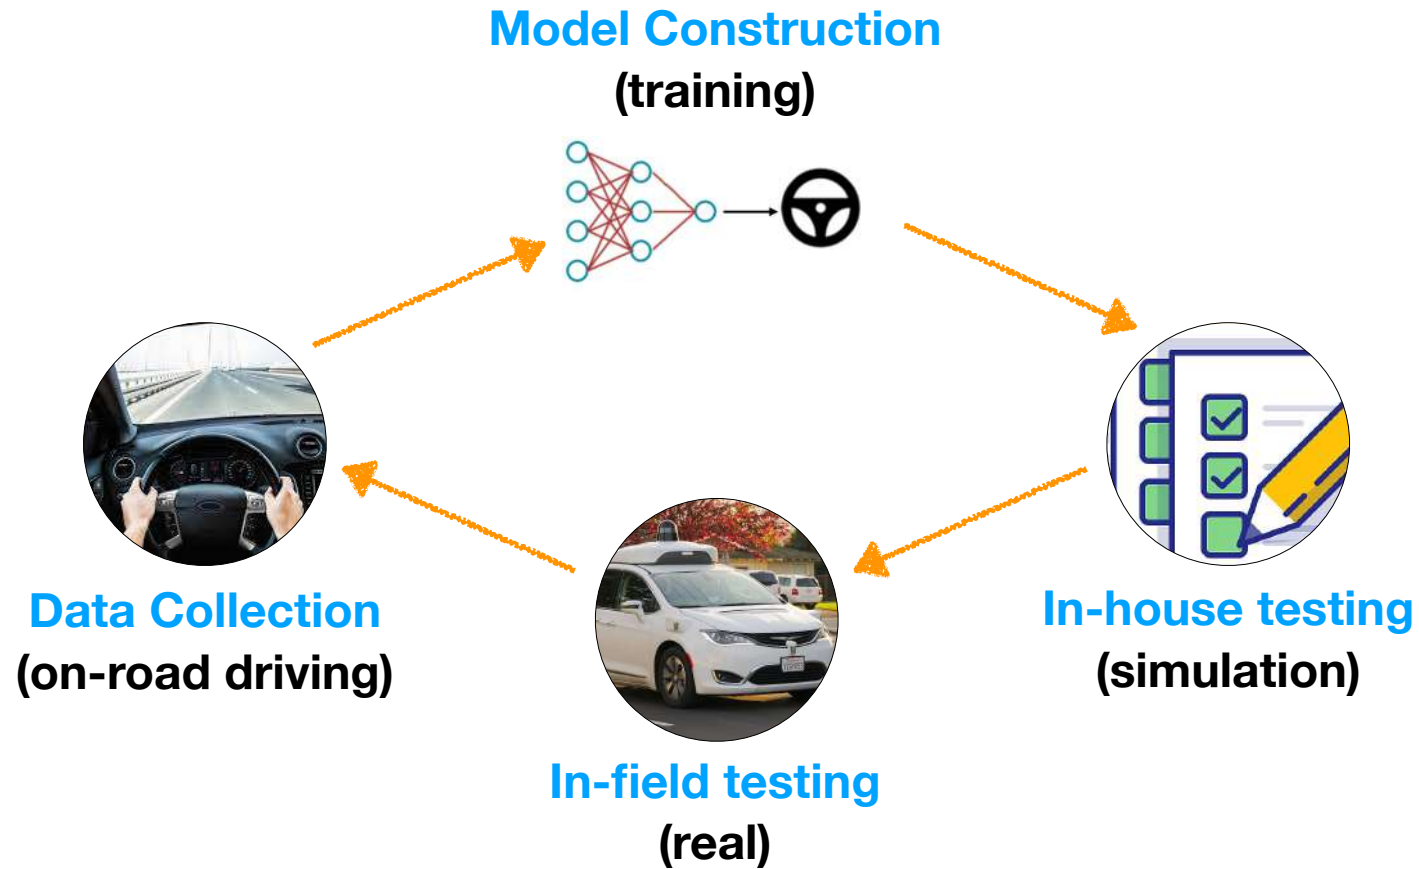 Model Construction
(training)
Data Collection
(on-road driving)
In-house testing
(simulation)
In-field testing
(real)